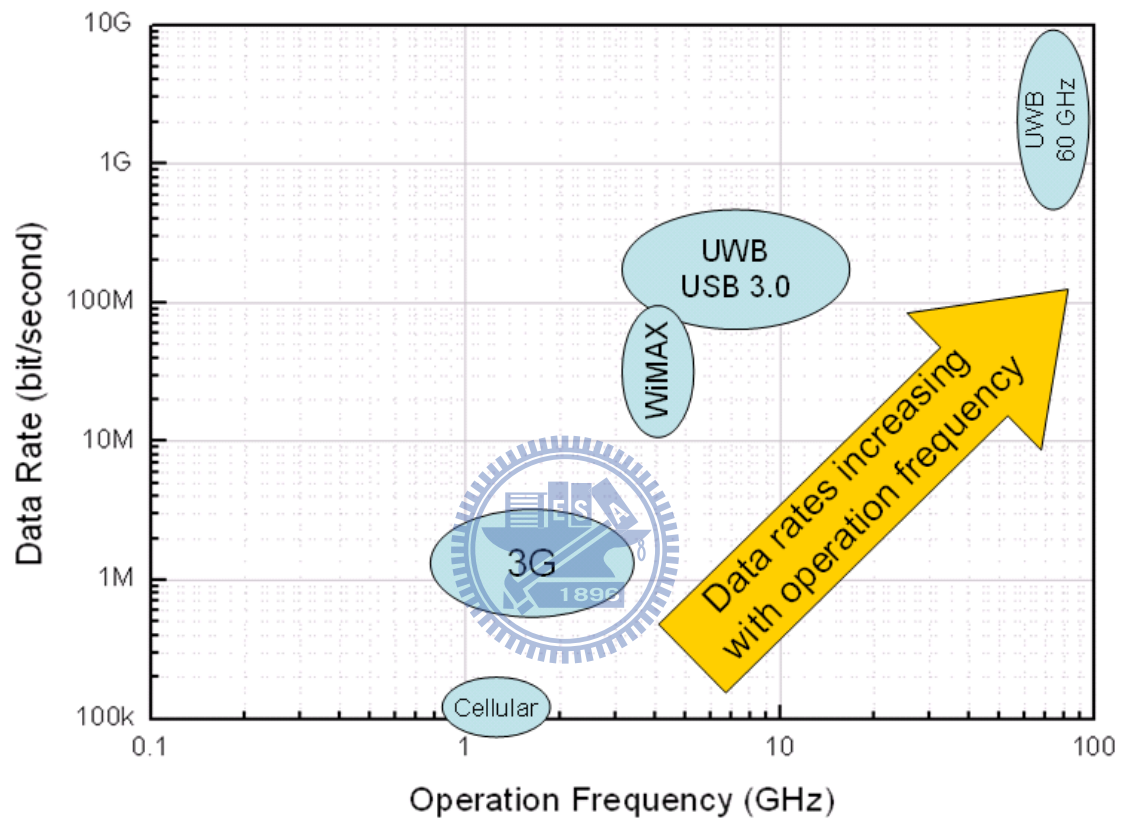 10G
1G
100M
10M
1M
100k
Data Rate (bit/second)
UWB
60 GHz
UWB
USB 3.0
WiMAX
ESA
3G
1896
Cellular
Data rates increasing
with operation frequency
0.1
1
10
100
Operation Frequency (GHz)